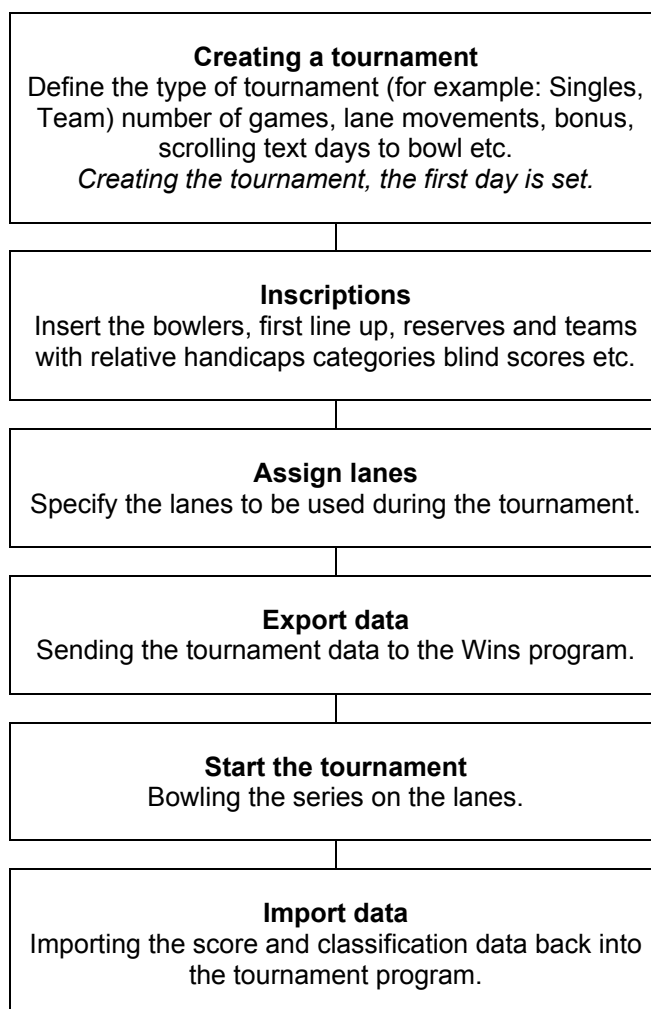 Creating a tournament
Define the type of tournament (for example: Singles,
Team) number of games, lane movements, bonus,
scrolling text days to bowl etc.
Creating the tournament, the first day is set.
Inscriptions
Insert the bowlers, first line up, reserves and teams
with relative handicaps categories blind scores etc.
Assign lanes
Specify the lanes to be used during the tournament.
Export data
Sending the tournament data to the Wins program.
Start the tournament
Bowling the series on the lanes.
Import data
Importing the score and classification data back into
the tournament program.